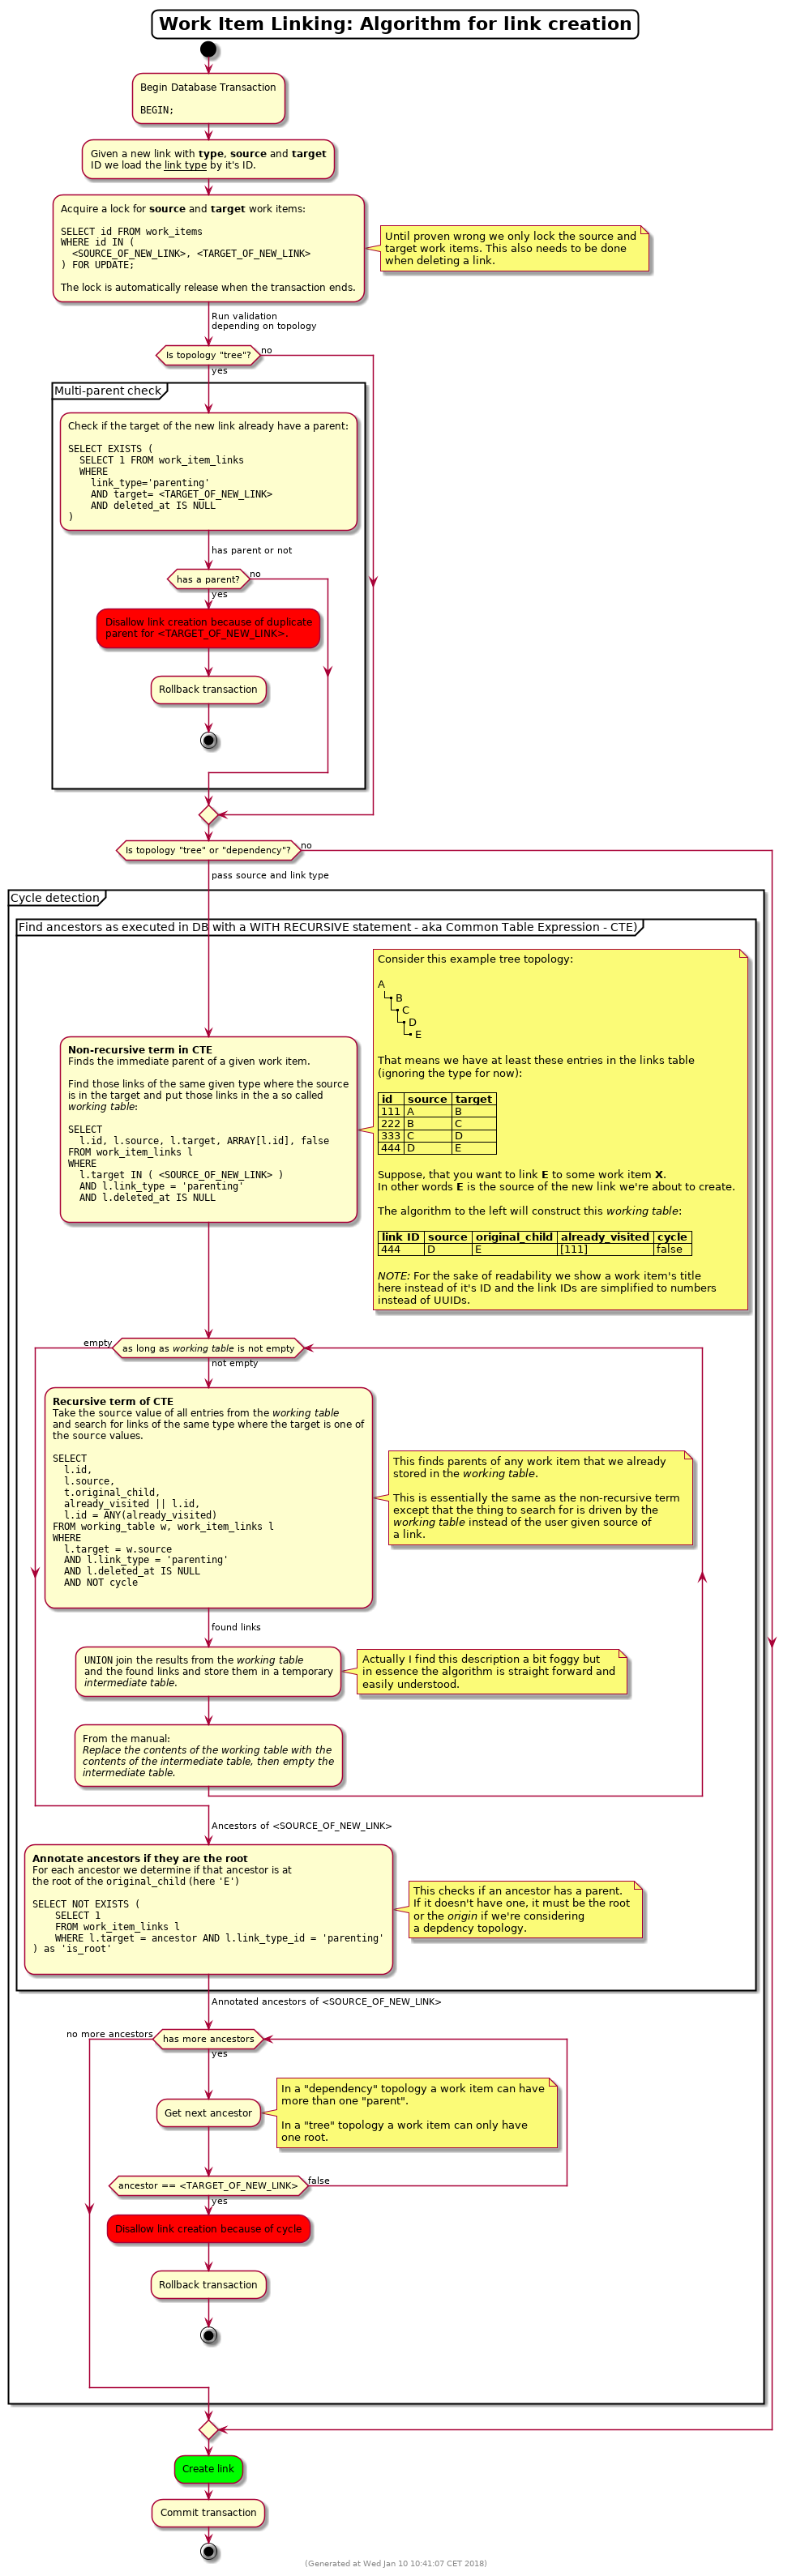 Work Item Linking: Algorithm for link creation
Begin Database Transaction
BEGIN;
Given a new link with type, source and target
ID we load the link type by it's ID.
Acquire a lock for source and target work items:
SELECT id FROM work_items
WHERE id IN (
<SOURCE_OF_NEW_LINK>, <TARGET_OF_NEW_LINK>
) FOR UPDATE;
The lock is automatically release when the transaction ends.
Until proven wrong we only lock the source and
target work items. This also needs to be done
when deleting a link.
Run validation
depending on topology
Is topology "tree"?
no
yes
Multi-parent check
Check if the target of the new link already have a parent:
SELECT EXISTS (
SELECT 1 FROM work_item_links
WHERE
link_type='parenting'
AND target= <TARGET_OF_NEW_LINK>
AND deleted_at IS NULL
)
has parent or not
has a parent?
no
yes
Disallow link creation because of duplicate
parent for <TARGET_OF_NEW_LINK>.
Rollback transaction
Is topology "tree" or "dependency"?
no
pass source and link type
Cycle detection
Find ancestors as executed in DB with a WITH RECURSIVE statement - aka Common Table Expression - CTE)
Non-recursive term in CTE
Finds the immediate parent of a given work item.
Find those links of the same given type where the source
is in the target and put those links in the a so called
working table:
SELECT
l.id, l.source, l.target, ARRAY[l.id], false
FROM work_item_links l
WHERE
l.target IN ( <SOURCE_OF_NEW_LINK> )
AND l.link_type = 'parenting'
AND l.deleted_at IS NULL
Consider this example tree topology:
A
B
C
D
E
That means we have at least these entries in the links table
(ignoring the type for now):
id source target
111 A B
222 B C
333 C D
444 D E
Suppose, that you want to link E to some work item X.
In other words E is the source of the new link we're about to create.
The algorithm to the left will construct this working table:
link ID source original_child already_visited cycle
444 D E [111] false
NOTE: For the sake of readability we show a work item's title
here instead of it's ID and the link IDs are simplified to numbers
instead of UUIDs.
empty
as long as working table is not empty
not empty
Recursive term of CTE
Take the source value of all entries from the working table
and search for links of the same type where the target is one of
the source values.
SELECT
l.id,
l.source,
t.original_child,
already_visited || l.id,
l.id = ANY(already_visited)
FROM working_table w, work_item_links l
WHERE
l.target = w.source
AND l.link_type = 'parenting'
AND l.deleted_at IS NULL
AND NOT cycle
This finds parents of any work item that we already
stored in the working table.
This is essentially the same as the non-recursive term
except that the thing to search for is driven by the
working table instead of the user given source of
a link.
found links
UNION join the results from the working table
and the found links and store them in a temporary
intermediate table.
Actually I find this description a bit foggy but
in essence the algorithm is straight forward and
easily understood.
From the manual:
Replace the contents of the working table with the
contents of the intermediate table, then empty the
intermediate table.
Ancestors of <SOURCE_OF_NEW_LINK>
Annotate ancestors if they are the root
For each ancestor we determine if that ancestor is at
the root of the original_child (here 'E')
SELECT NOT EXISTS (
SELECT 1
FROM work_item_links l
WHERE l.target = ancestor AND l.link_type_id = 'parenting'
) as 'is_root'
This checks if an ancestor has a parent.
If it doesn't have one, it must be the root
or the origin if we're considering
a depdency topology.
Annotated ancestors of <SOURCE_OF_NEW_LINK>
no more ancestors
has more ancestors
yes
Get next ancestor
In a "dependency" topology a work item can have
more than one "parent".
In a "tree" topology a work item can only have
one root.
ancestor == <TARGET_OF_NEW_LINK>
false
yes
Disallow link creation because of cycle
Rollback transaction
Create link
Commit transaction
(Generated at Wed Jan 10 10:41:07 CET 2018)